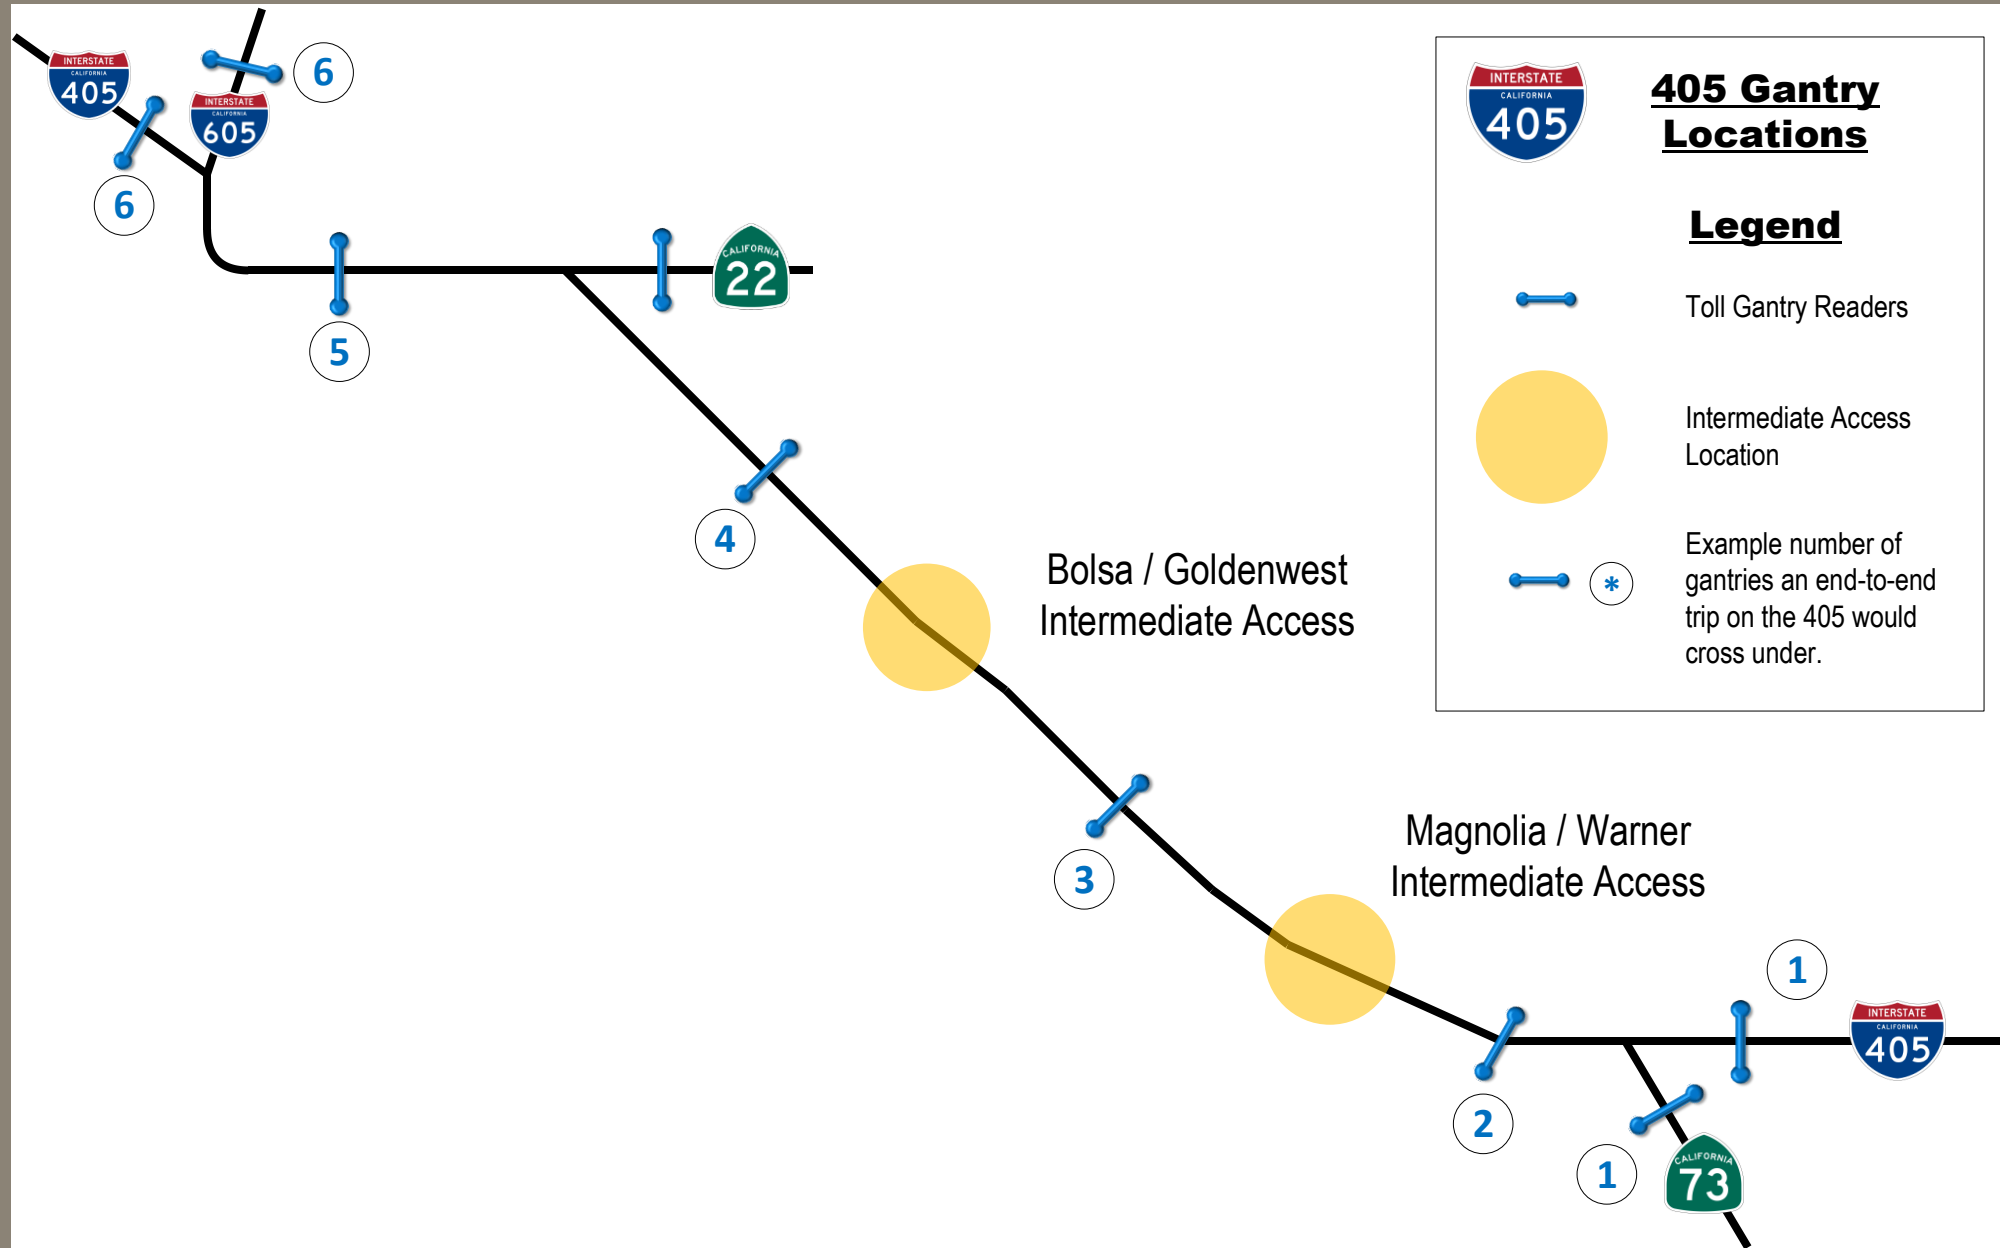 INTERSTATE
CALIFORNIA
405
INTERSTATE
CALIFORNIA
605
6
6
5
CALIFORNIA
22
4
Bolsa / Goldenwest
Intermediate Access
3
Magnolia / Warner
Intermediate Access
2
1
INTERSTATE
CALIFORNIA
405
1
CALIFORNIA
73
INTERSTATE
CALIFORNIA
405
405 Gantry
Locations
Legend
Toll Gantry Readers
Intermediate Access
Location
*
Example number of
gantries an end-to-end
trip on the 405 would
cross under.